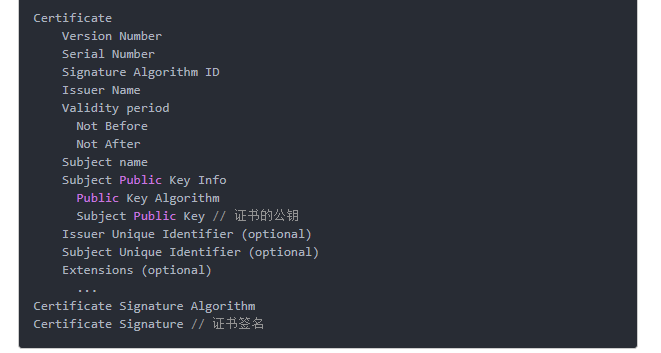 Certificate
Version Number
Serial Number
Signature Algorithm ID
Issuer Name
Validity period
Not Before
Not After
Subject name
Subject Public Key Info
Public Key Algorithm
Subject Public Key // 证书的公钥
Issuer Unique Identifier (optional)
Subject Unique Identifier (optional)
Extensions (optional)
...
Certificate Signature Algorithm
Certificate Signature // 证书签名